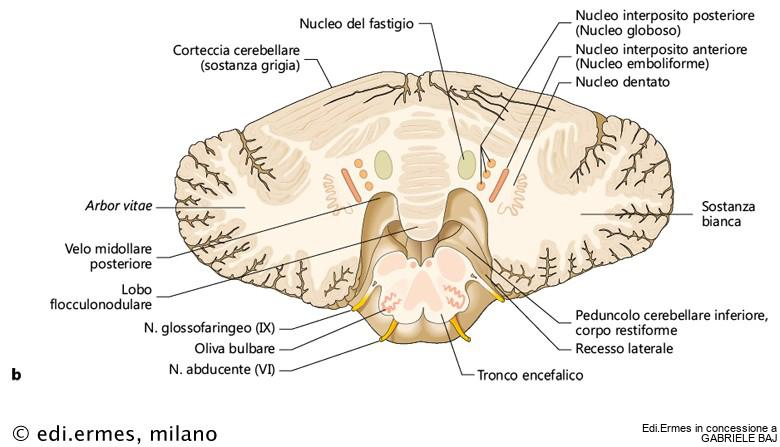 Nucleo del fastigio
Nucleo interposito posteriore
(Nucleo globoso)
Corteccia cerebellare
(sostanza grigia)
Nucleo interposito anteriore
(Nucleo emboliforme)
Nucleo dentato
Arbor vitae
Sostanza
bianca
Velo midollare
posteriore
Lobo
flocculonodulare
N. glossofaringeo (IX)
Peduncolo cerebellare inferiore,
corpo restiforme
Oliva bulbare
Recesso laterale
N. abducente (VI)
Tronco encefalico
b
© edi.ermes, milano
Edi.Ermes in concessione a
GABRIELE BAJ